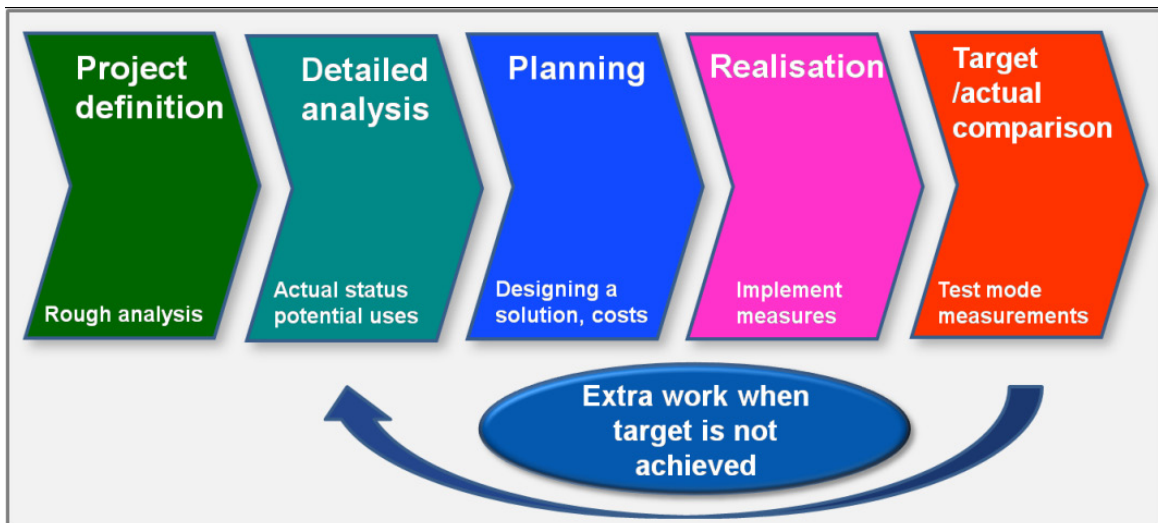 Project
definition
Rough analysis
Detailed
analysis
Actual status
potential uses
Planning
Designing a
solution, costs
Realisation
Implement
measures
Target
/actual
comparison
Test mode
measurements
Extra work when
target is not
achieved